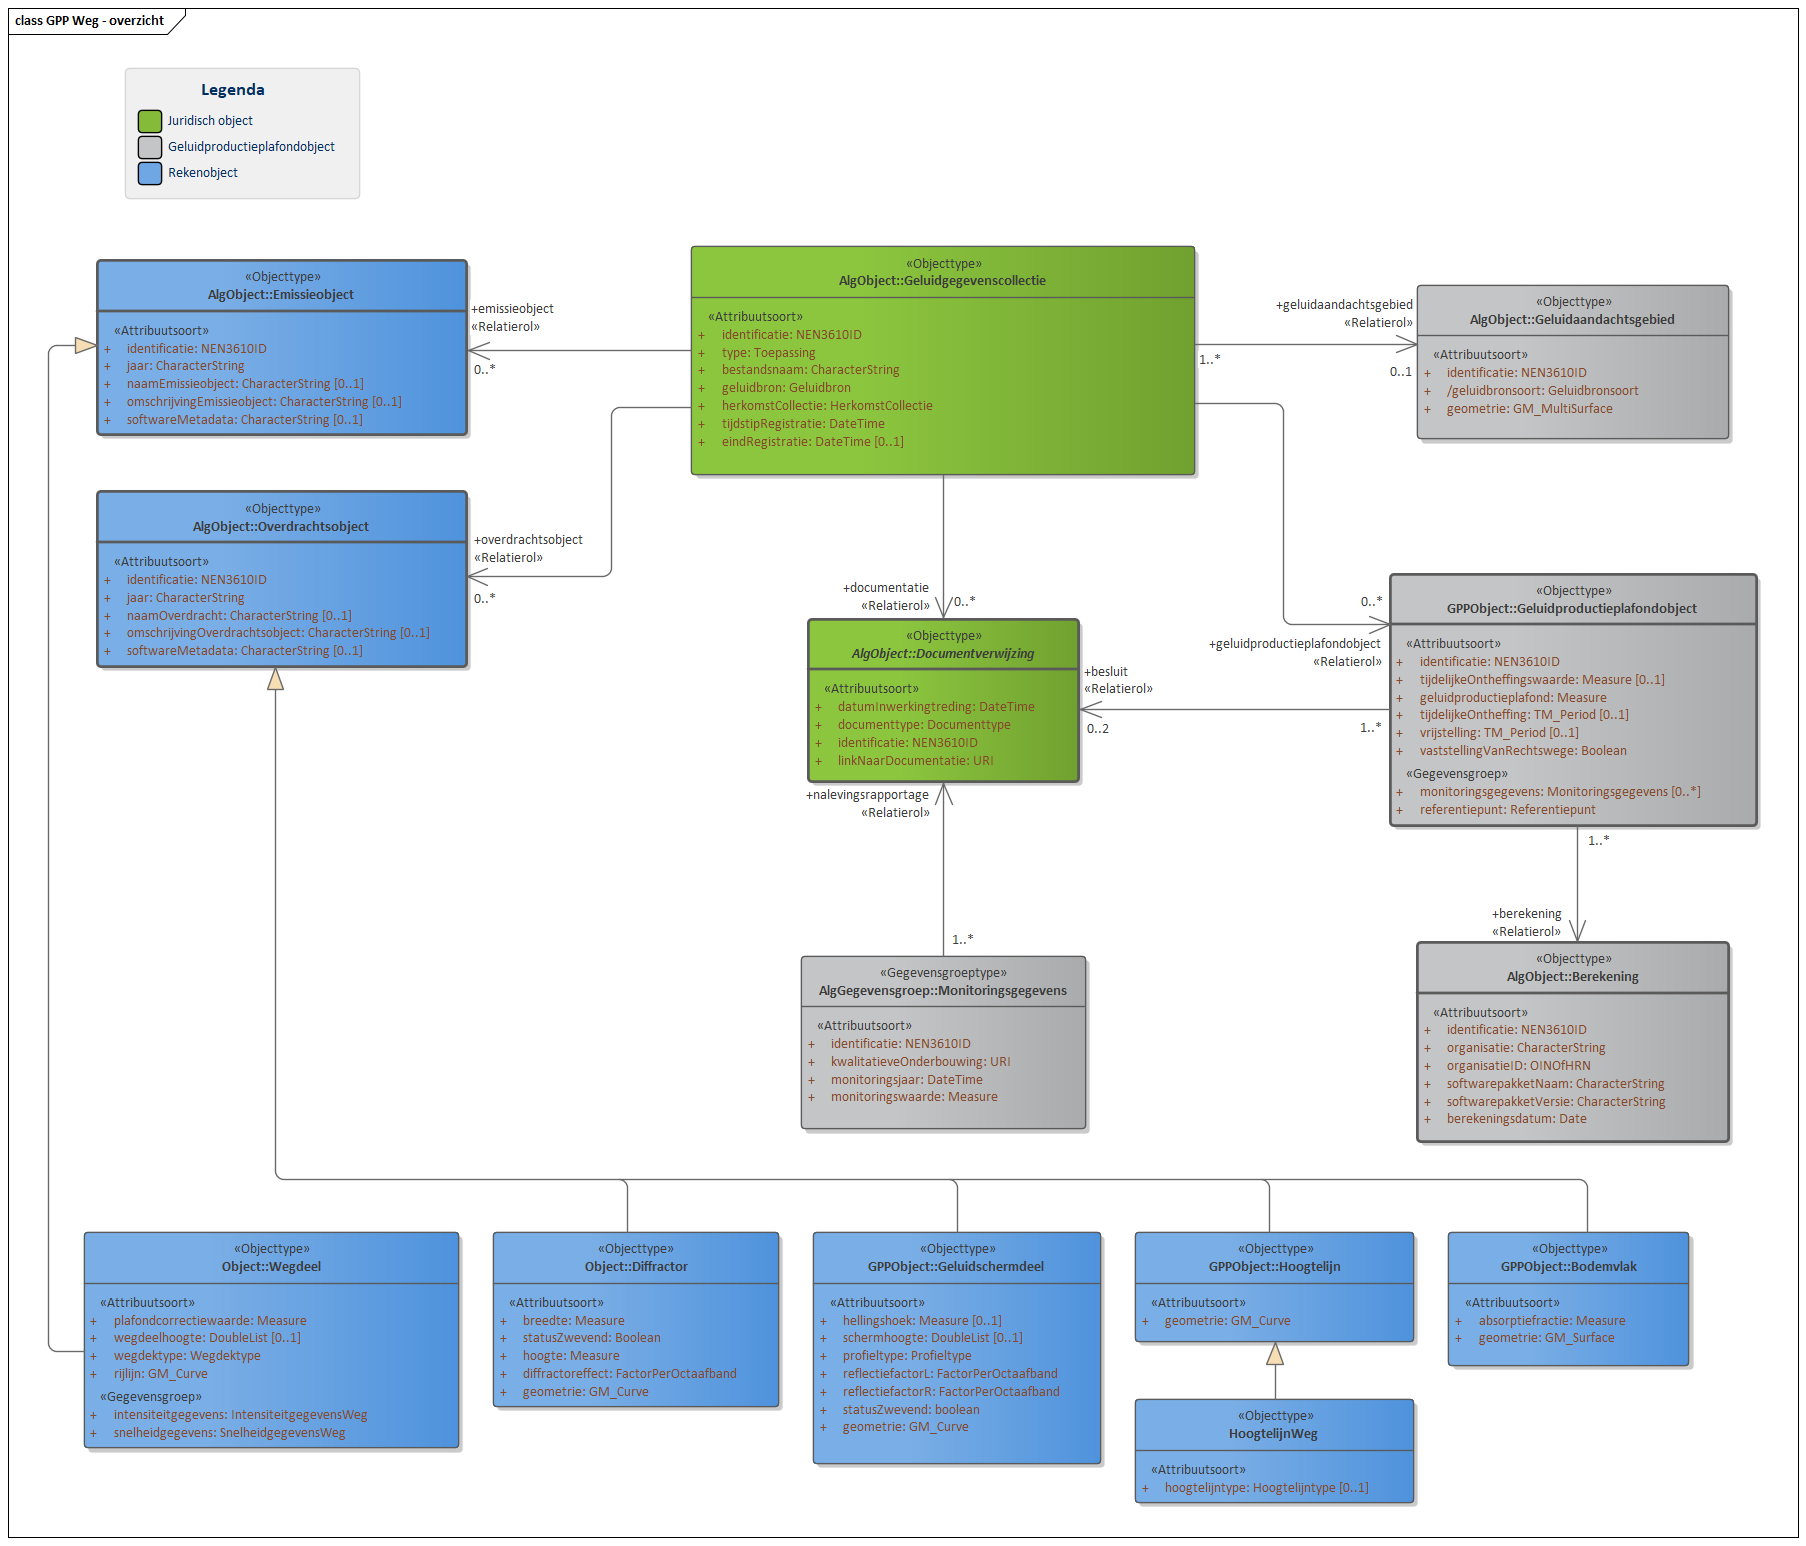 class GPP Weg - overzicht
Legenda
Juridisch object
Geluidproductieplafondobject
Rekenobject
«Objecttype»
AlgObject::Emissieobject
«Attribuutsoort»
+ identificatie: NEN3610ID
+ jaar: CharacterString
+ naamEmissieobject: CharacterString [0..1]
+ omschrijvingEmissieobject: CharacterString [0..1]
+ softwareMetadata: CharacterString [0..1]
+emissieobject
«Relatierol»
0..*
«Objecttype»
AlgObject::Geluidgegevenscollectie
«Attribuutsoort»
+ identificatie: NEN3610ID
+ type: Toepassing
+ bestandsnaam: CharacterString
+ geluidbron: Geluidbron
+ herkomstCollectie: HerkomstCollectie
+ tijdstipRegistratie: DateTime
+ eindRegistratie: DateTime [0..1]
+geluidaandachtsgebied
«Relatierol»
1..*
0..1
«Objecttype»
AlgObject::Geluidaandachtsgebied
«Attribuutsoort»
+ identificatie: NEN3610ID
+ /geluidbronsoort: Geluidbronsoort
+ geometrie: GM_MultiSurface
«Objecttype»
AlgObject::Overdrachtsobject
«Attribuutsoort»
+ identificatie: NEN3610ID
+ jaar: CharacterString
+ naamOverdracht: CharacterString [0..1]
+ omschrijvingOverdrachtsobject: CharacterString [0..1]
+ softwareMetadata: CharacterString [0..1]
+overdrachtsobject
«Relatierol»
0..*
+documentatie
«Relatierol»
0..*
«Objecttype»
AlgObject::Documentverwijzing
«Attribuutsoort»
+ datumInwerkingtreding: DateTime
+ documenttype: Documenttype
+ identificatie: NEN3610ID
+ linkNaarDocumentatie: URI
+besluit
«Relatierol»
0..2
1..*
0..*
+geluidproductieplafondobject
«Relatierol»
«Objecttype»
GPPObject::Geluidproductieplafondobject
«Attribuutsoort»
+ identificatie: NEN3610ID
+ tijdelijkeOntheffingswaarde: Measure [0..1]
+ geluidproductieplafond: Measure
+ tijdelijkeOntheffing: TM_Period [0..1]
+ vrijstelling: TM_Period [0..1]
+ vaststellingVanRechtswege: Boolean
«Gegevensgroep»
+ monitoringsgegevens: Monitoringsgegevens [0..*]
+ referentiepunt: Referentiepunt
+nalevingsrapportage
«Relatierol»
1..*
1..*
+berekening
«Relatierol»
«Gegevensgroeptype»
AlgGegevensgroep::Monitoringsgegevens
«Attribuutsoort»
+ identificatie: NEN3610ID
+ kwalitatieveOnderbouwing: URI
+ monitoringsjaar: DateTime
+ monitoringswaarde: Measure
«Objecttype»
AlgObject::Berekening
«Attribuutsoort»
+ identificatie: NEN3610ID
+ organisatie: CharacterString
+ organisatieID: OINOfHRN
+ softwarepakketNaam: CharacterString
+ softwarepakketVersie: CharacterString
+ berekeningsdatum: Date
«Objecttype»
Object::Wegdeel
«Attribuutsoort»
+ plafondcorrectiewaarde: Measure
+ wegdeelhoogte: DoubleList [0..1]
+ wegdektype: Wegdektype
+ rijlijn: GM_Curve
«Gegevensgroep»
+ intensiteitgegevens: IntensiteitgegevensWeg
+ snelheidgegevens: SnelheidgegevensWeg
«Objecttype»
Object::Diffractor
«Attribuutsoort»
+ breedte: Measure
+ statusZwevend: Boolean
+ hoogte: Measure
+ diffractoreffect: FactorPerOctaafband
+ geometrie: GM_Curve
«Objecttype»
GPPObject::Geluidschermdeel
«Attribuutsoort»
+ hellingshoek: Measure [0..1]
+ schermhoogte: DoubleList [0..1]
+ profieltype: Profieltype
+ reflectiefactorL: FactorPerOctaafband
+ reflectiefactorR: FactorPerOctaafband
+ statusZwevend: boolean
+ geometrie: GM_Curve
«Objecttype»
GPPObject::Hoogtelijn
«Attribuutsoort»
+ geometrie: GM_Curve
«Objecttype»
GPPObject::Bodemvlak
«Attribuutsoort»
+ absorptiefractie: Measure
+ geometrie: GM_Surface
«Objecttype»
HoogtelijnWeg
«Attribuutsoort»
+ hoogtelijntype: Hoogtelijntype [0..1]